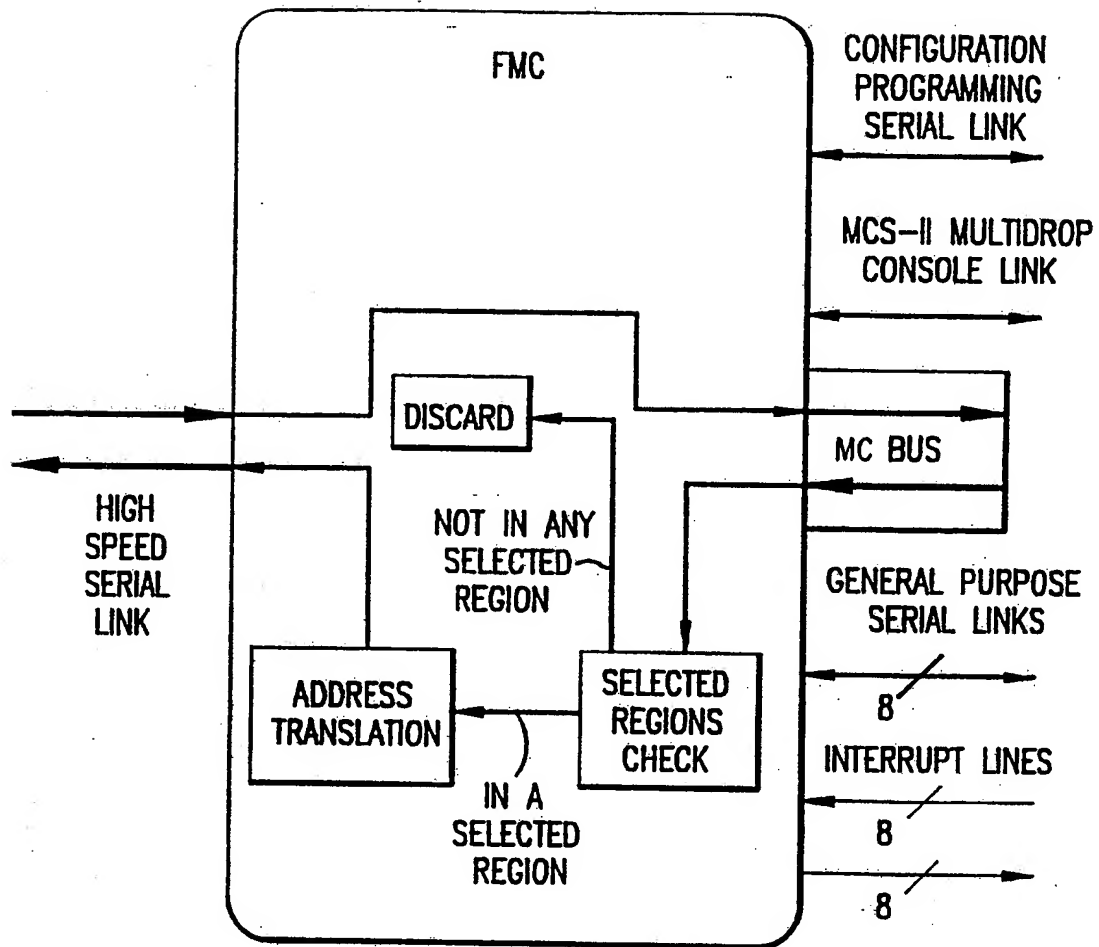 FMC
CONFIGURATION
PROGRAMMING
SERIAL LINK
MCS-II MULTIDROP
CONSOLE LINK
DISCARD
MC BUS
HIGH
SPEED
SERIAL
LINK
NOT IN ANY
SELECTED
REGION
GENERAL PURPOSE
SERIAL LINKS
8
ADDRESS
TRANSLATION
SELECTED
REGIONS
CHECK
IN A
SELECTED
REGION
INTERRUPT LINES
8
8